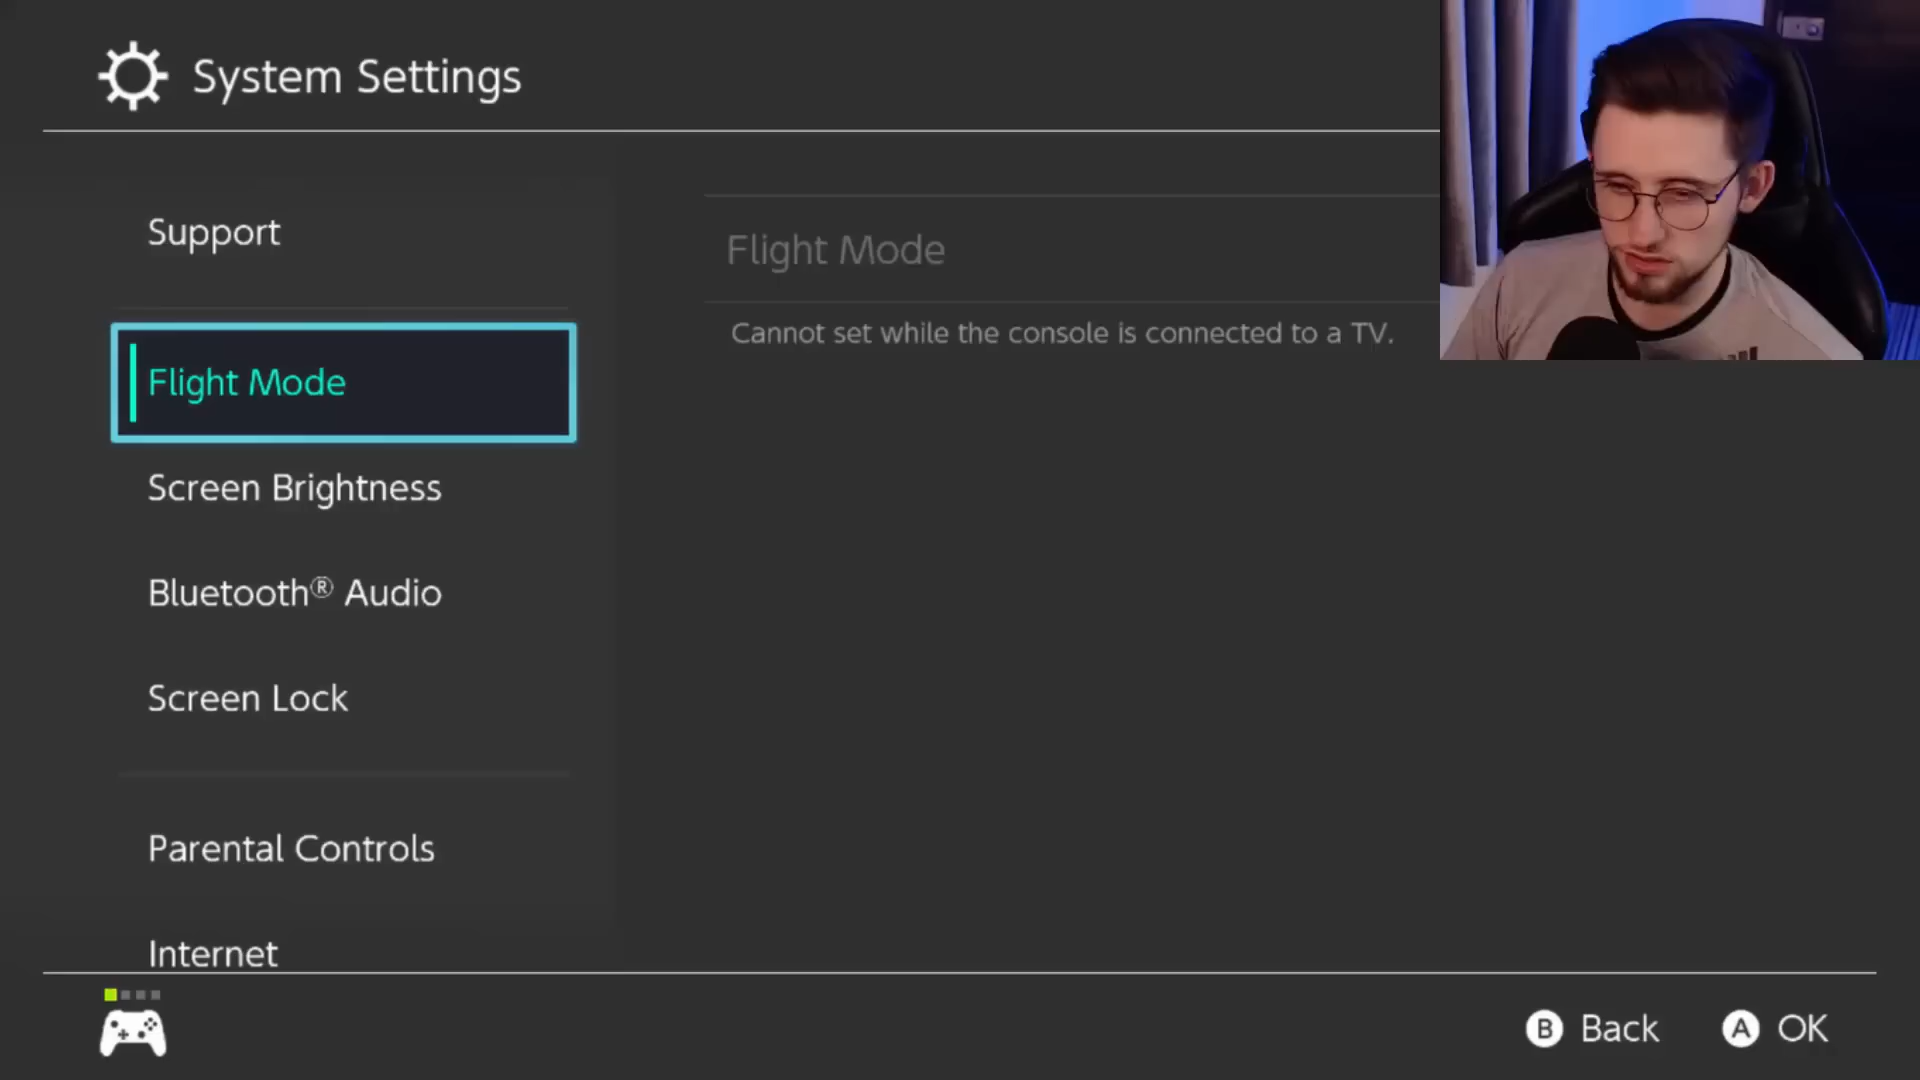 System Settings
Support
Flight Mode
Screen Brightness
Bluetooth® Audio
Screen Lock
Parental Controls
Internet
Flight Mode
Cannot set while the console is connected to a TV.
B Back
A OK